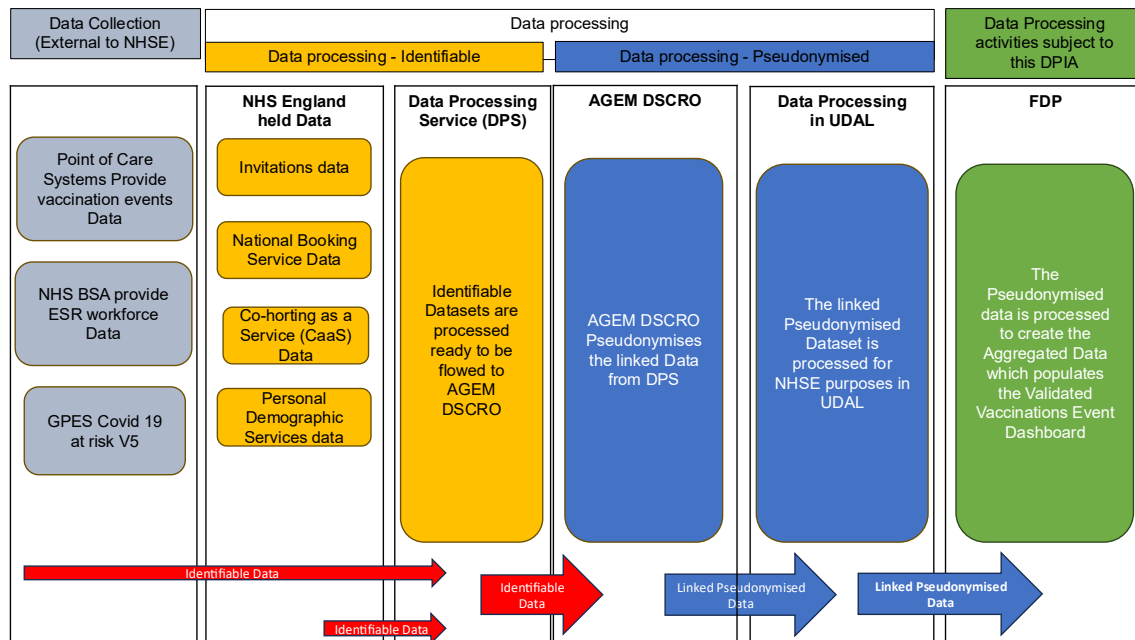 Data Collection
(External to NHSE)
Data processing
Data processing - Identifiable
Data processing - Pseudonymised
Data Processing
activities subject to
this DPIA
Point of Care
Systems Provide
vaccination events
Data
NHS BSA provide
ESR workforce
Data
GPES Covid 19
at risk V5
NHS England
held Data
Invitations data
National Booking
Service Data
Co-horting as a
Service (CaaS)
Data
Personal
Demographic
Services data
Data Processing
Service (DPS)
Identifiable
Datasets are
processed
ready to be
flowed to
AGEM
DSCRO
AGEM DSCRO
AGEM DSCRO
Pseudonymises
the linked Data
from DPS
Data Processing
in UDAL
The linked
Pseudonymised
Dataset is
processed for
NHSE purposes in
UDAL
FDP
The
Pseudonymised
data is processed
to create the
Aggregated Data
which populates
the Validated
Vaccinations Event
Dashboard
Identifiable Data
Identifiable Data
Identifiable
Data
Linked Pseudonymised
Data
Linked Pseudonymised
Data